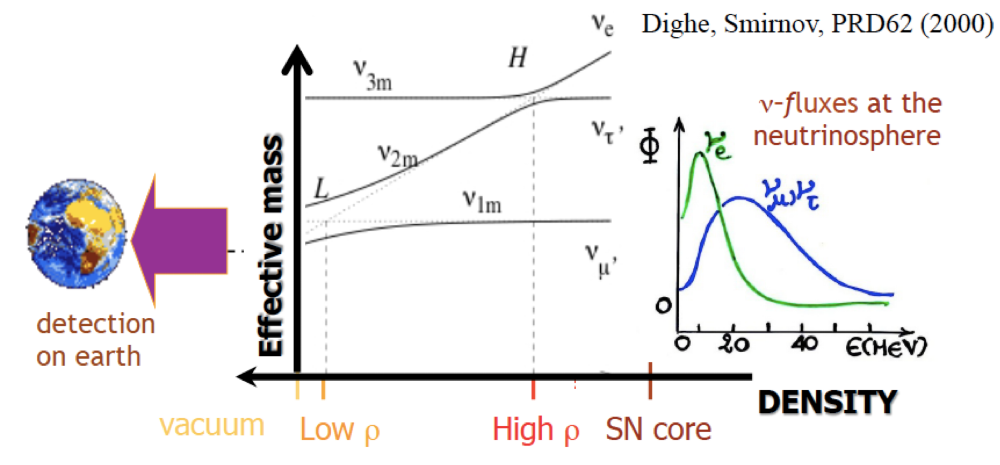 Dighe, Smirnov, PRD62 (2000)
νe
H
ν3m
ντ'
ν-fluxes at the
neutrinosphere
Φ
νe
νμ, ντ
ν2m
L
ν1m
νμ'
Effective mass
0
0 20 40 ε(MeV)
detection
on earth
DENSITY
vacuum Low ρ High ρ SN core